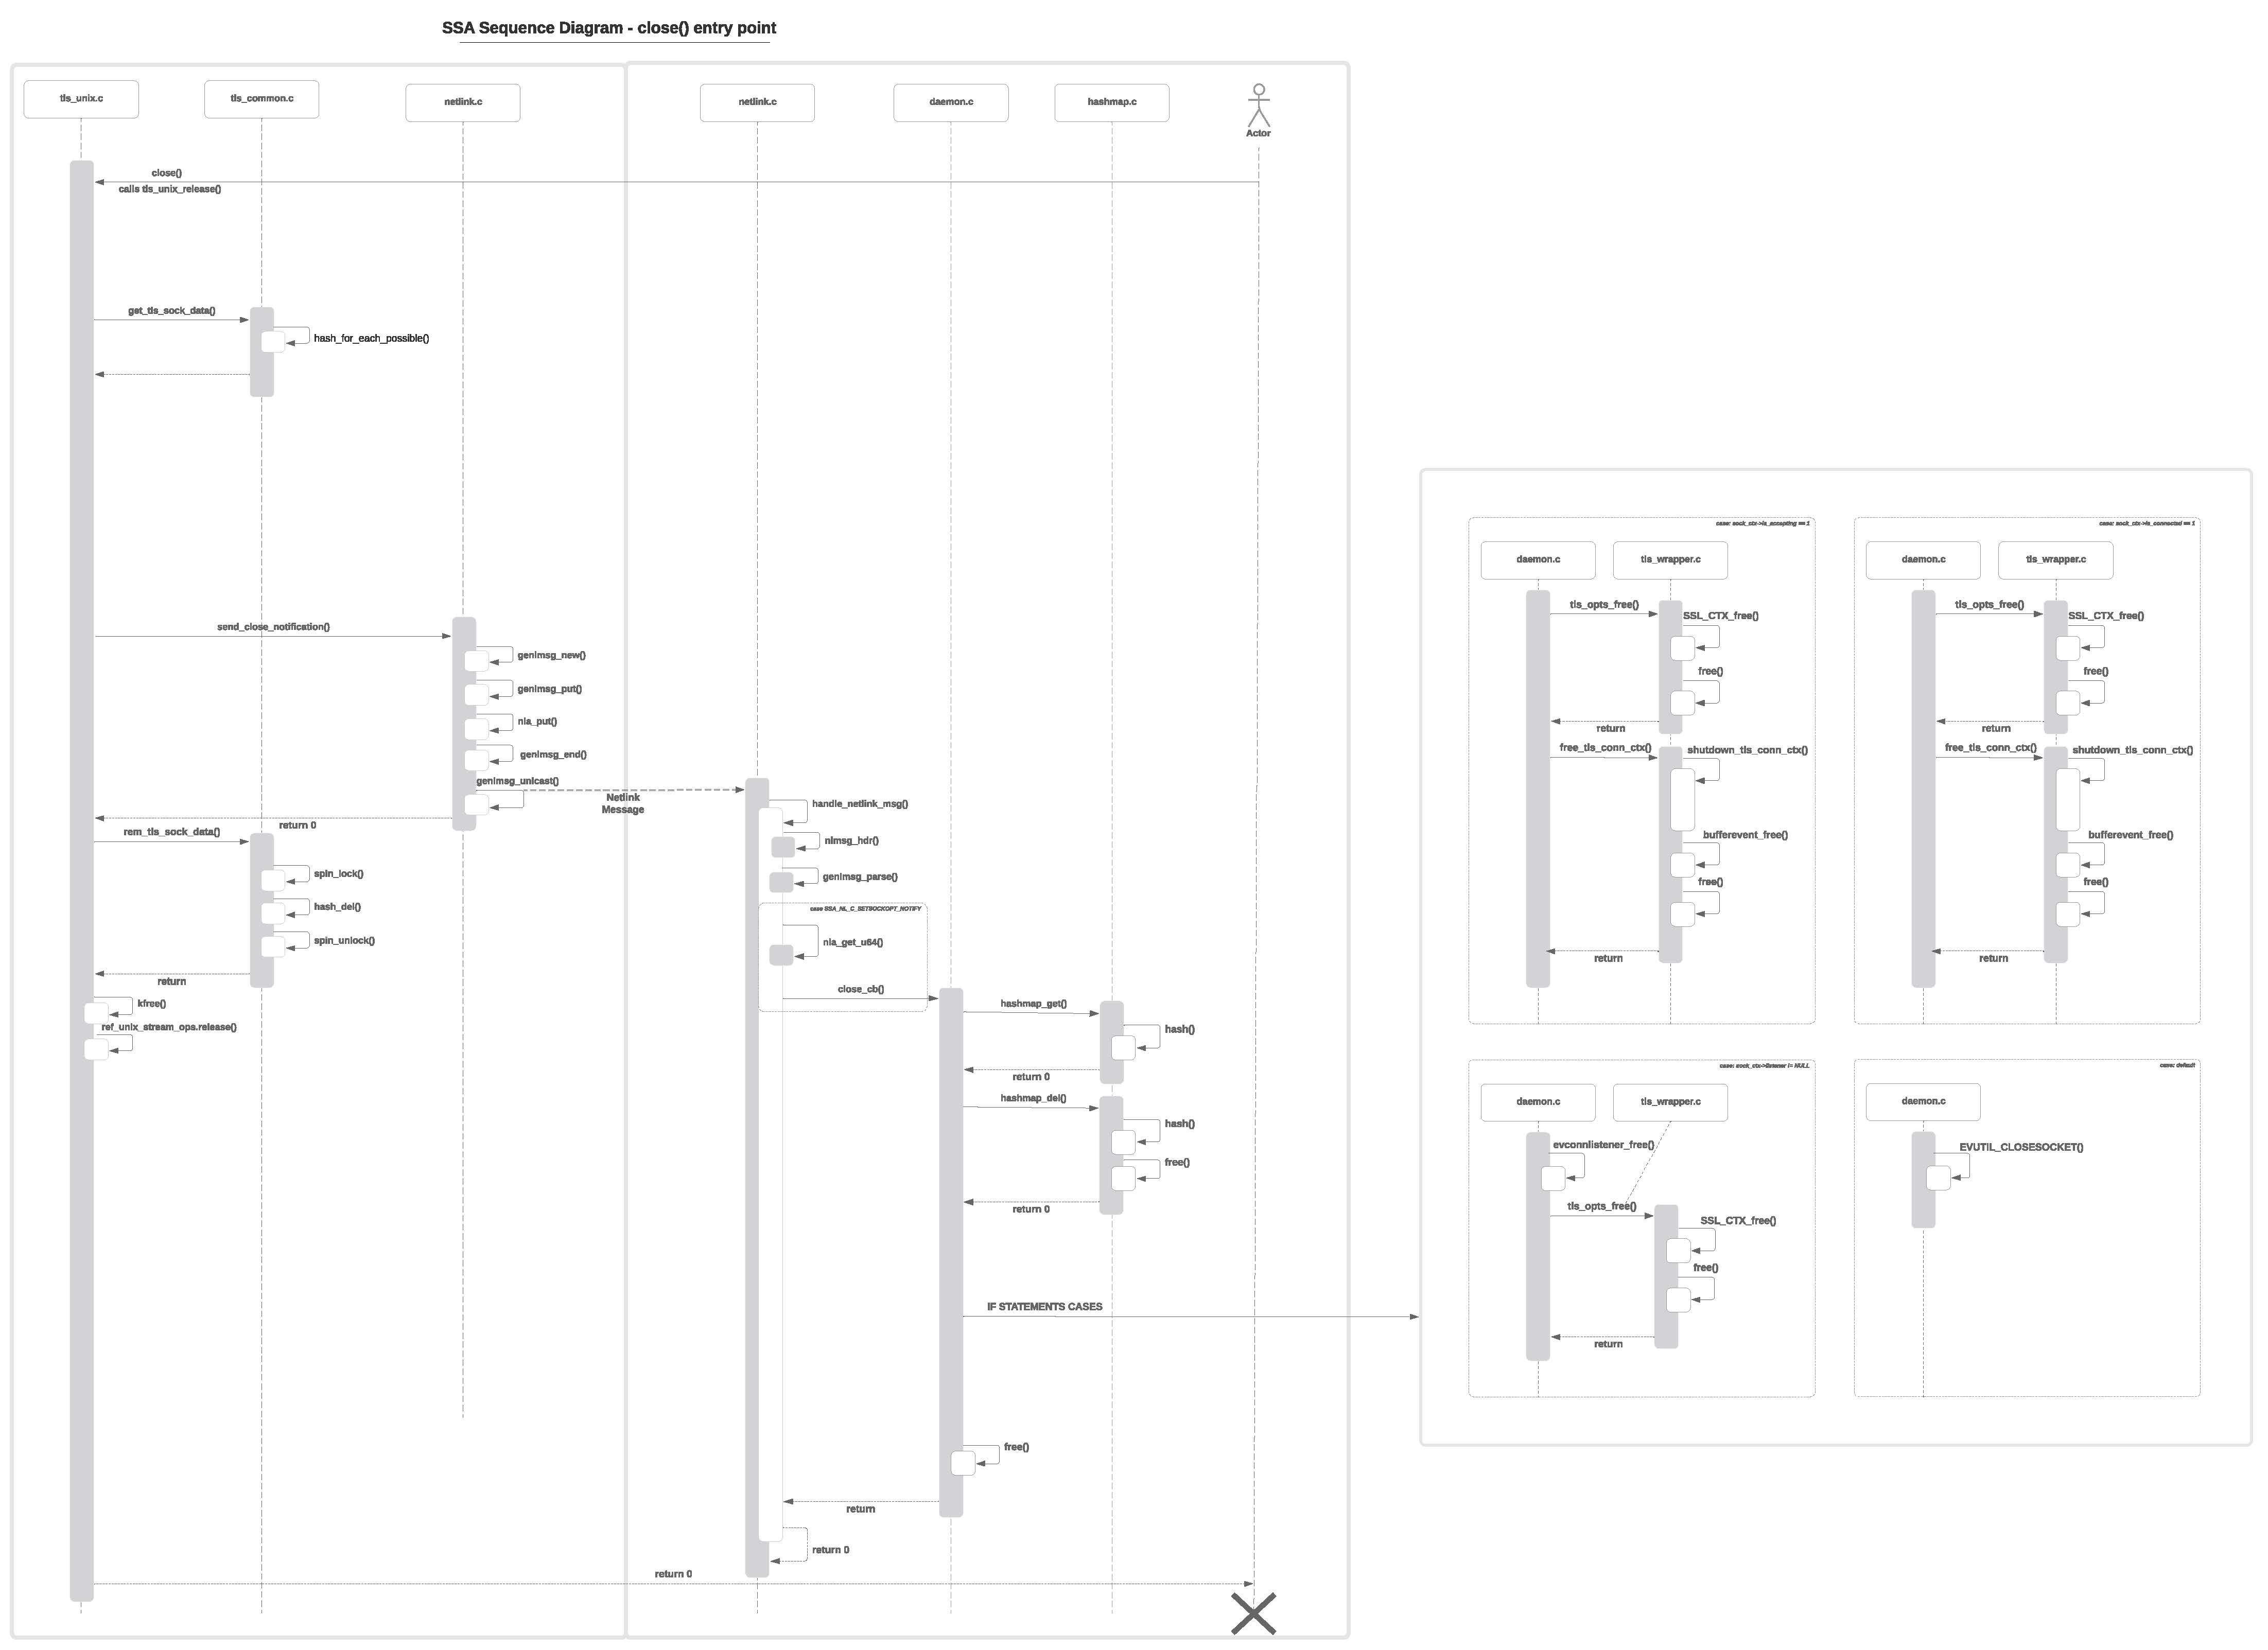 SSA Sequence Diagram - close() entry point
tls_unix.c
tls_common.c
netlink.c
netlink.c
daemon.c
hashmap.c
Actor
close()
calls tls_unix_release()
get_tls_sock_data()
hash_for_each_possible()
send_close_notification()
genlmsg_new()
genlmsg_put()
nla_put()
genlmsg_end()
genlmsg_unicast()
Netlink
Message
return 0
rem_tls_sock_data()
spin_lock()
hash_del()
spin_unlock()
return
kfree()
ref_unix_stream_ops.release()
handle_netlink_msg()
nlmsg_hdr()
genlmsg_parse()
case SSA_NL_C_SETSOCKOPT_NOTIFY
nla_get_u64()
close_cb()
hashmap_get()
hash()
return 0
hashmap_del()
hash()
free()
return 0
IF STATEMENTS CASES
free()
return
return 0
return 0
case: sock_ctx->is_accepting == 1
daemon.c
tls_wrapper.c
tls_opts_free()
SSL_CTX_free()
free()
return
free_tls_conn_ctx()
shutdown_tls_conn_ctx()
bufferevent_free()
free()
return
case: sock_ctx->is_connected == 1
daemon.c
tls_wrapper.c
tls_opts_free()
SSL_CTX_free()
free()
return
free_tls_conn_ctx()
shutdown_tls_conn_ctx()
bufferevent_free()
free()
return
case: sock_ctx->listener != NULL
daemon.c
tls_wrapper.c
evconnlistener_free()
tls_opts_free()
SSL_CTX_free()
free()
return
case: default
daemon.c
EVUTIL_CLOSESOCKET()